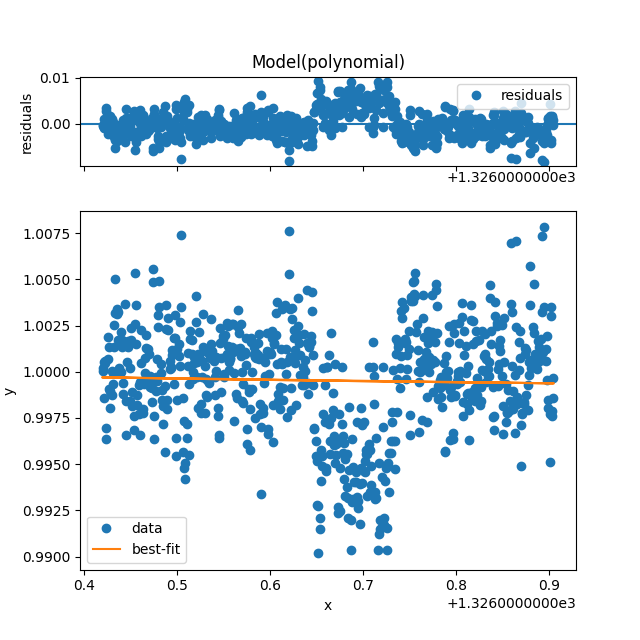 Model(polynomial)
0.01
0.00
residuals
residuals
+1.3260000000e3
1.0075
1.0050
1.0025
1.0000
0.9975
0.9950
0.9925
0.9900
y
data
best-fit
0.4 0.5 0.6 0.7 0.8 0.9
x
+1.3260000000e3